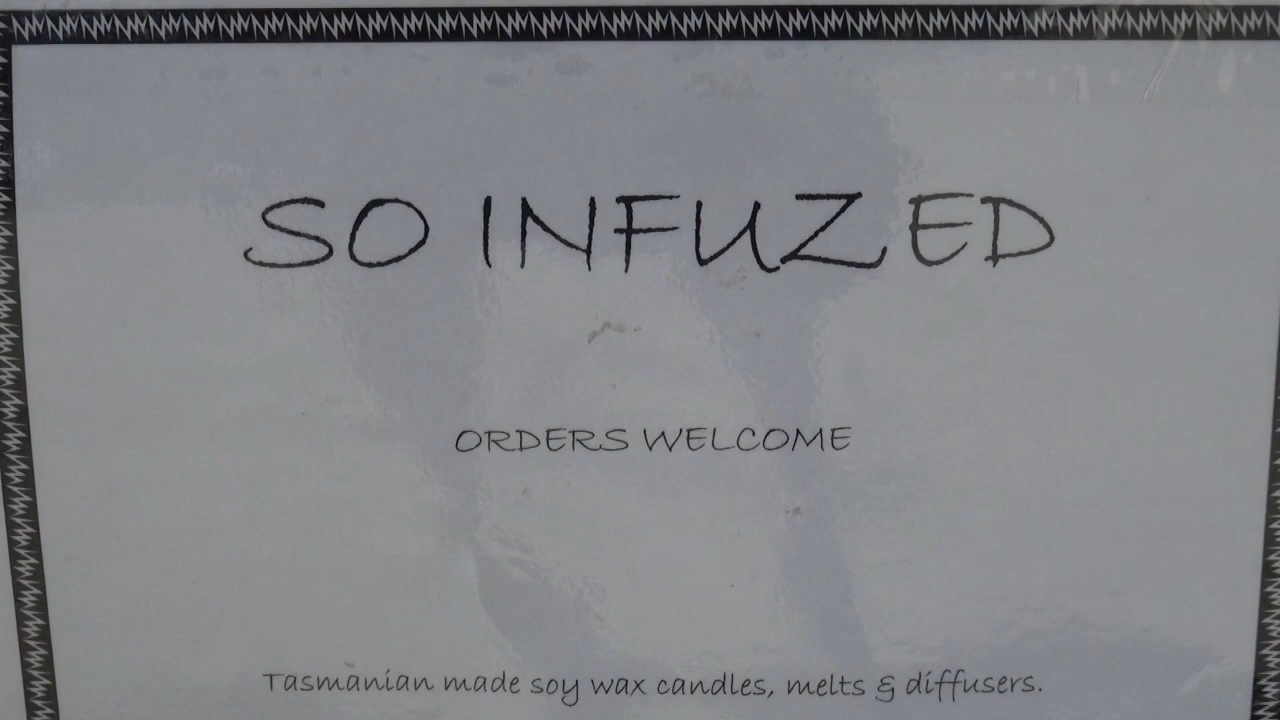 SO INFUZED
ORDERS WELCOME
Tasmanian made soy wax candles, melts & diffusers.